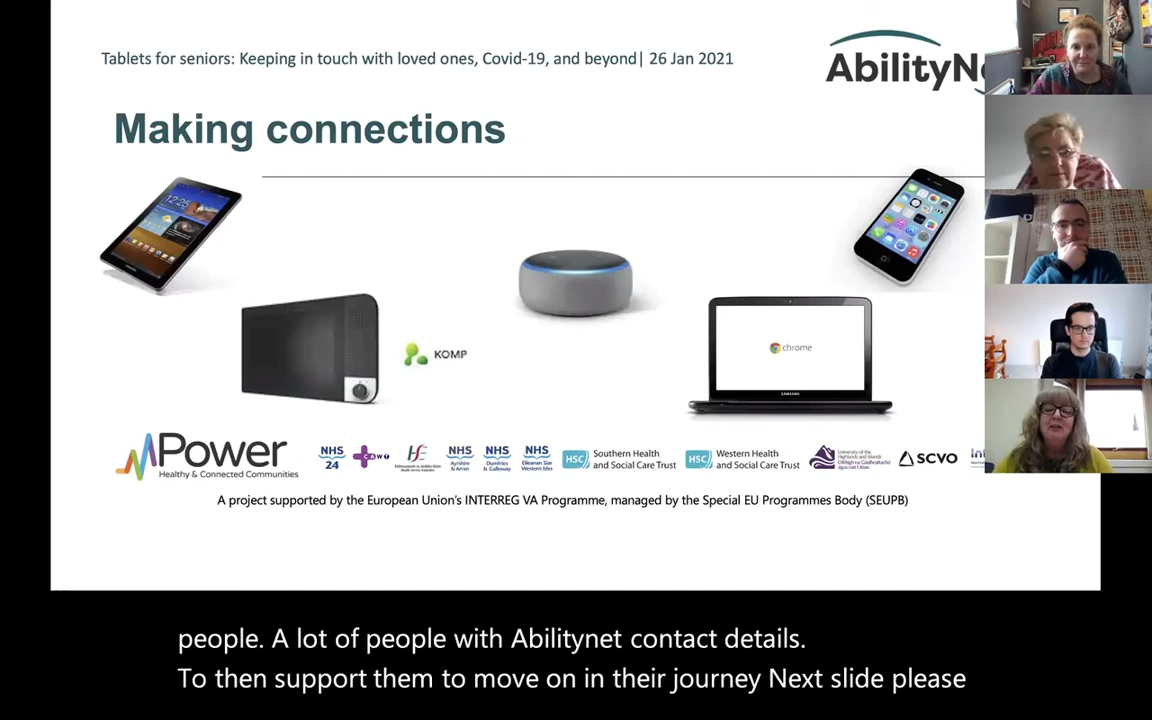 Tablets for seniors: Keeping in touch with loved ones, Covid-19, and beyond| 26 Jan 2021
AbilityN
Making connections
12:25
KOMP
chrome
SAMSUNG
mPower
Healthy & Connected Communities
NHS
24
CAWT
NHS
Ayrshire
& Arran
NHS
Dumfries
& Galloway
NHS
Eileanan Siar
Western Isles
HSC
Southern Health
and Social Care Trust
HSC
Western Health
and Social Care Trust
University of the
Highlands and Islands
SCVO
A project supported by the European Union's INTERREG VA Programme, managed by the Special EU Programmes Body (SEUPB)
people. A lot of people with Abilitynet contact details.
To then support them to move on in their journey Next slide please